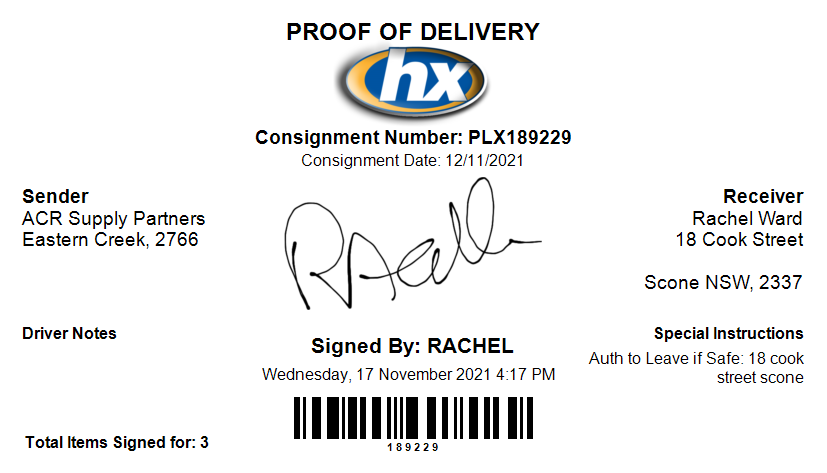 PROOF OF DELIVERY
hx
Consignment Number: PLX189229
Consignment Date: 12/11/2021
Sender
ACR Supply Partners
Eastern Creek, 2766
Receiver
Rachel Ward
18 Cook Street
Scone NSW, 2337
Driver Notes
Signed By: RACHEL
Wednesday, 17 November 2021 4:17 PM
Special Instructions
Auth to Leave if Safe: 18 cook
street scone
189229
Total Items Signed for: 3